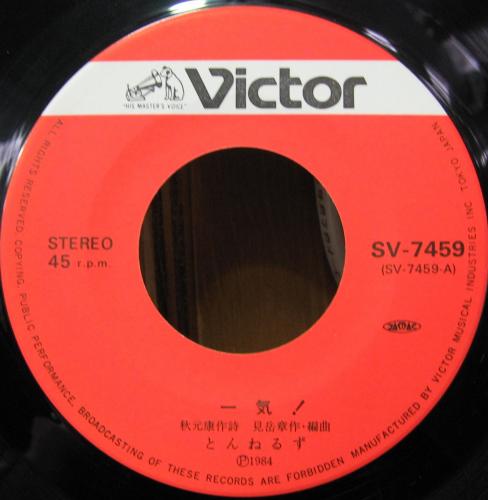 Victor
"HIS MASTER'S VOICE"
STEREO
45 r.p.m.
SV-7459
(SV-7459-A)
JASRAC
一気！
秋元康作詩 見岳章作・編曲
とんねるず
Ⓟ1984
ALL RIGHTS RESERVED. COPYING, PUBLIC PERFORMANCE, BROADCASTING OF THESE RECORDS ARE FORBIDDEN MANUFACTURED BY VICTOR MUSICAL INDUSTRIES INC TOKYO JAPAN